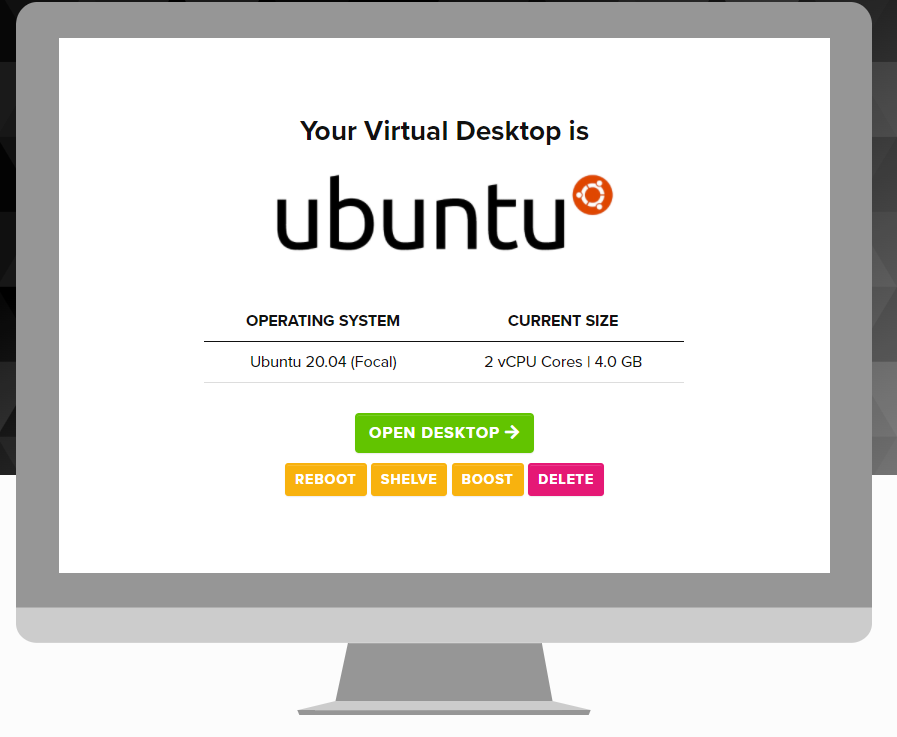 Your Virtual Desktop is
ubuntu
OPERATING SYSTEM CURRENT SIZE
Ubuntu 20.04 (Focal) 2 vCPU Cores | 4.0 GB
OPEN DESKTOP →
REBOOT SHELVE BOOST DELETE